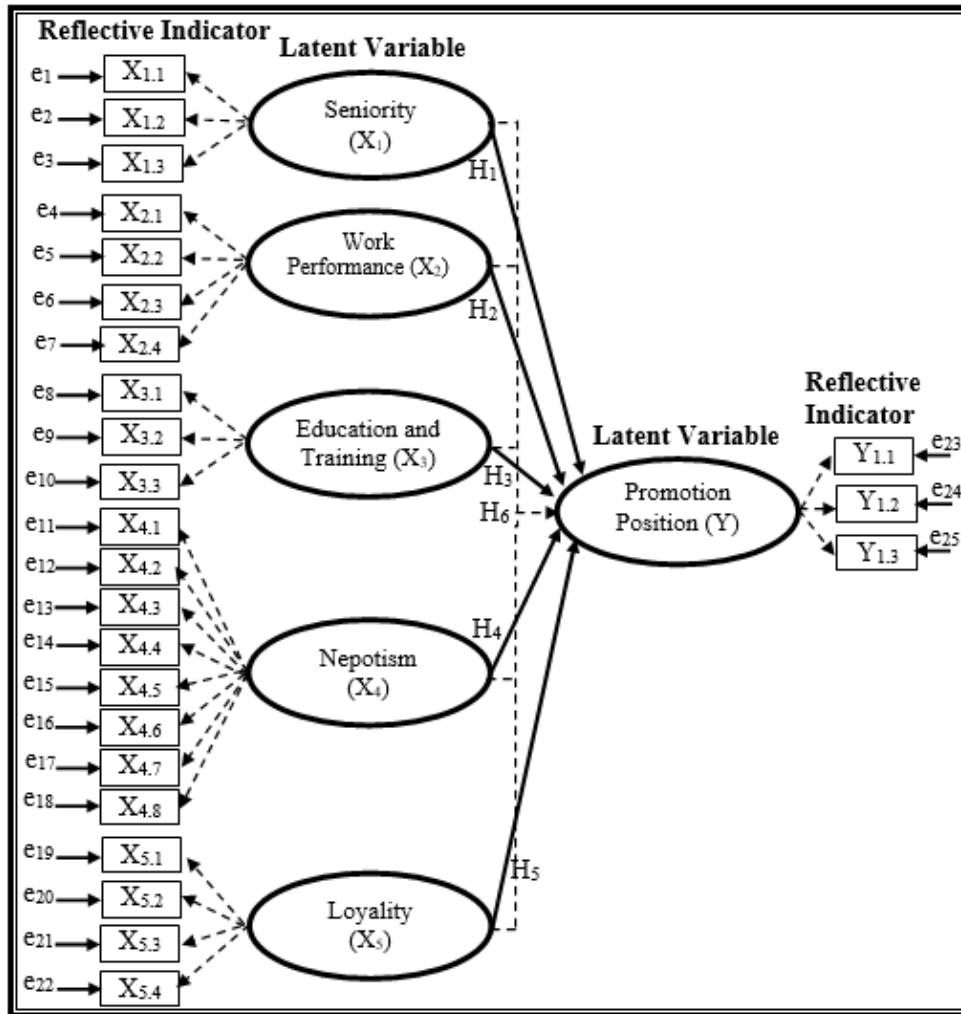 Reflective Indicator
Latent Variable
e1
X1.1
e2
X1.2
e3
X1.3
Seniority
(X1)
H1
e4
X2.1
e5
X2.2
e6
X2.3
e7
X2.4
Work
Performance (X2)
H2
e8
X3.1
e9
X3.2
e10
X3.3
Education and
Training (X3)
H3
H6
e11
X4.1
e12
X4.2
e13
X4.3
e14
X4.4
e15
X4.5
e16
X4.6
e17
X4.7
e18
X4.8
Nepotism
(X4)
H4
e19
X5.1
e20
X5.2
e21
X5.3
e22
X5.4
Loyality
(X5)
H5
Latent Variable
Promotion
Position (Y)
Reflective
Indicator
Y1.1
e23
Y1.2
e24
Y1.3
e25